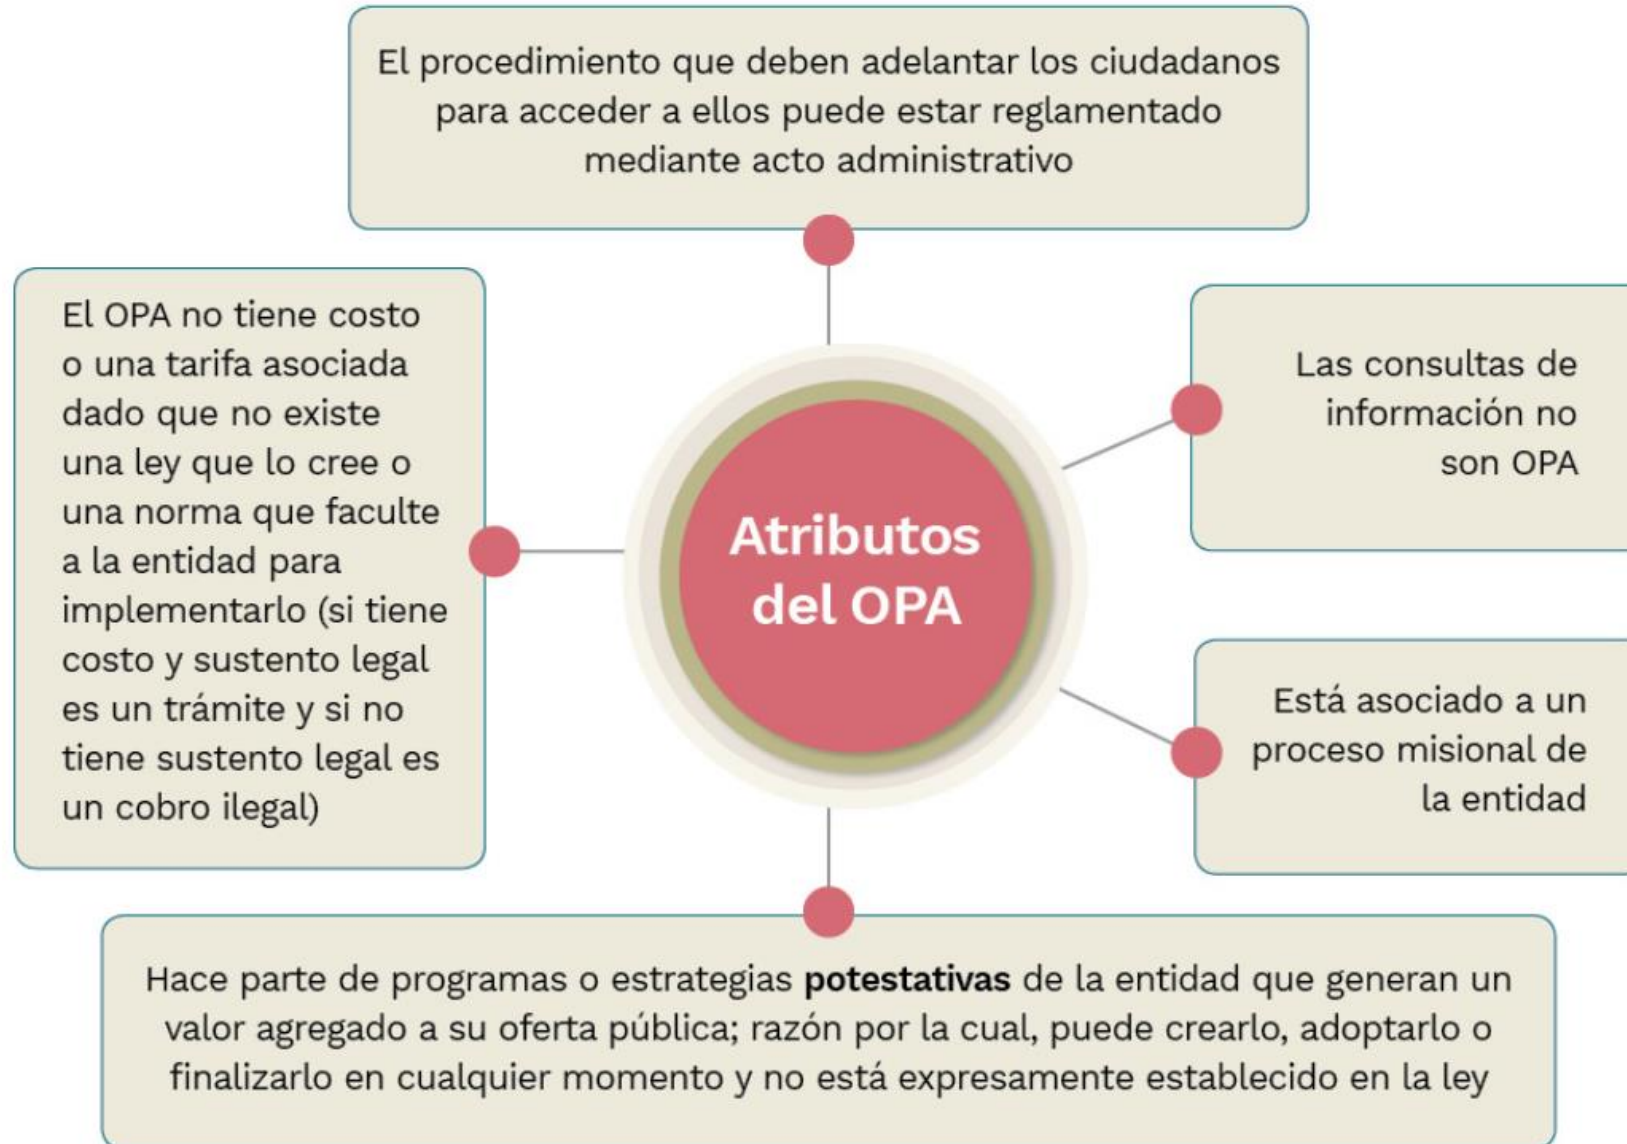 El procedimiento que deben adelantar los ciudadanos
para acceder a ellos puede estar reglamentado
mediante acto administrativo
El OPA no tiene costo
o una tarifa asociada
dado que no existe
una ley que lo cree o
una norma que faculte
a la entidad para
implementarlo (si tiene
costo y sustento legal
es un trámite y si no
tiene sustento legal es
un cobro ilegal)
Atributos
del OPA
Las consultas de
información no
son OPA
Está asociado a un
proceso misional de
la entidad
Hace parte de programas o estrategias potestativas de la entidad que generan un
valor agregado a su oferta pública; razón por la cual, puede crearlo, adoptarlo o
finalizarlo en cualquier momento y no está expresamente establecido en la ley